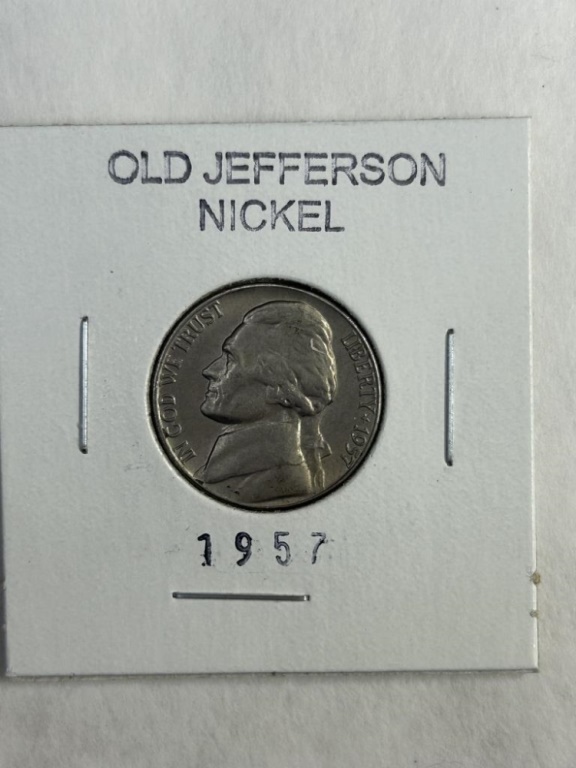 OLD JEFFERSON
NICKEL
IN GOD WE TRUST
LIBERTY ★ 1957
1957